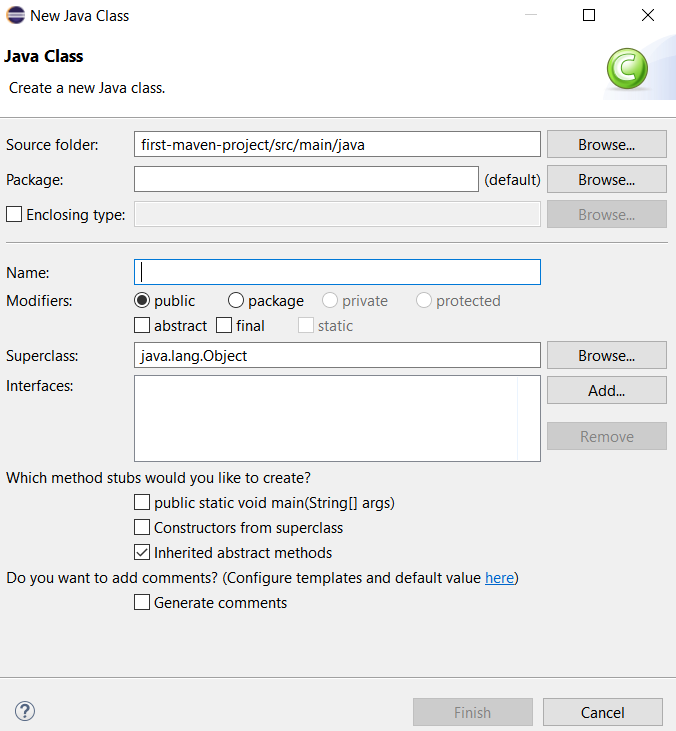 New Java Class
Java Class
Create a new Java class.
Source folder: first-maven-project/src/main/java Browse...
Package: (default) Browse...
Enclosing type: Browse...
Name:
Modifiers: public package private protected
abstract final static
Superclass: java.lang.Object Browse...
Interfaces: Add...
Remove
Which method stubs would you like to create?
public static void main(String[] args)
Constructors from superclass
Inherited abstract methods
Do you want to add comments? (Configure templates and default value here)
Generate comments
? Finish Cancel